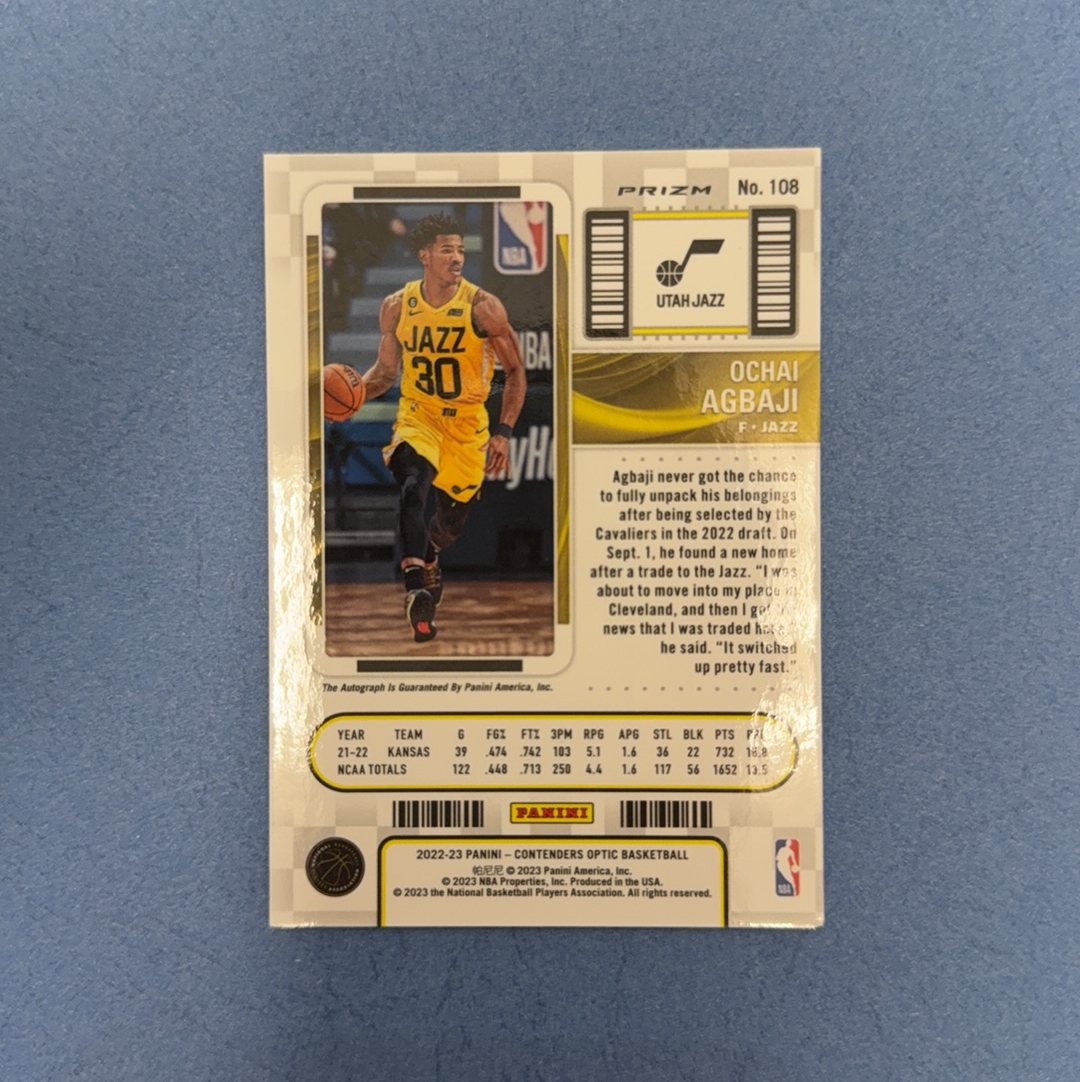 PRIZM No. 108
NBA
UTAH JAZZ
JAZZ
30
NBA
OCHAI
AGBAJI
F • JAZZ
Agbaji never got the chance
to fully unpack his belongings
after being selected by the
Cavaliers in the 2022 draft. On
Sept. 1, he found a new home
after a trade to the Jazz. "I was
about to move into my place in
Cleveland, and then I got the
news that I was traded
he said. "It switched
up pretty fast."
The Autograph Is Guaranteed By Panini America, Inc.
YEAR TEAM G FG% FT% 3PM RPG APG STL BLK PTS
21-22 KANSAS 39 .474 .742 103 5.1 1.6 36 22 732 18.8
NCAA TOTALS 122 .448 .713 250 4.4 1.6 117 56 1652 13.5
PANINI
2022-23 PANINI – CONTENDERS OPTIC BASKETBALL
帕尼尼 © 2023 Panini America, Inc.
© 2023 NBA Properties, Inc. Produced in the USA.
© 2023 the National Basketball Players Association. All rights reserved.
NBA